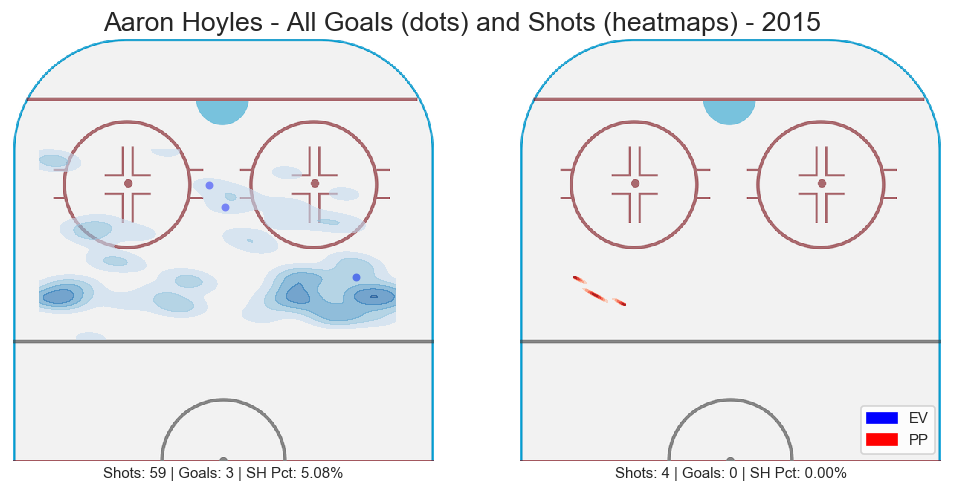 Aaron Hoyles - All Goals (dots) and Shots (heatmaps) - 2015
EV
PP
Shots: 59 | Goals: 3 | SH Pct: 5.08%
Shots: 4 | Goals: 0 | SH Pct: 0.00%